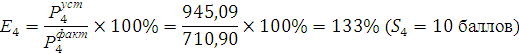 E₄ = P₄^уст / P₄^факт × 100% = 945,09 / 710,90 × 100% = 133% (S₄ = 10 баллов)